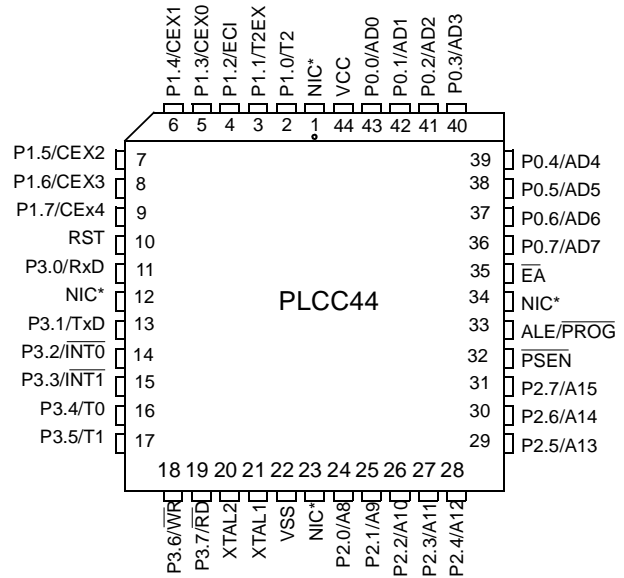 P1.4/CEX1
P1.3/CEX0
P1.2/ECI
P1.1/T2EX
P1.0/T2
NIC*
VCC
P0.0/AD0
P0.1/AD1
P0.2/AD2
P0.3/AD3
6 5 4 3 2 1 44 43 42 41 40
P1.5/CEX2 7 39 P0.4/AD4
P1.6/CEX3 8 38 P0.5/AD5
P1.7/CEx4 9 37 P0.6/AD6
RST 10 36 P0.7/AD7
P3.0/RxD 11 35 E̅A̅
NIC* 12 PLCC44 34 NIC*
P3.1/TxD 13 33 ALE/P̅R̅O̅G̅
P3.2/I̅N̅T̅0̅ 14 32 P̅S̅E̅N̅
P3.3/I̅N̅T̅1̅ 15 31 P2.7/A15
P3.4/T0 16 30 P2.6/A14
P3.5/T1 17 29 P2.5/A13
18 19 20 21 22 23 24 25 26 27 28
P3.6/W̅R̅
P3.7/R̅D̅
XTAL2
XTAL1
VSS
NIC*
P2.0/A8
P2.1/A9
P2.2/A10
P2.3/A11
P2.4/A12